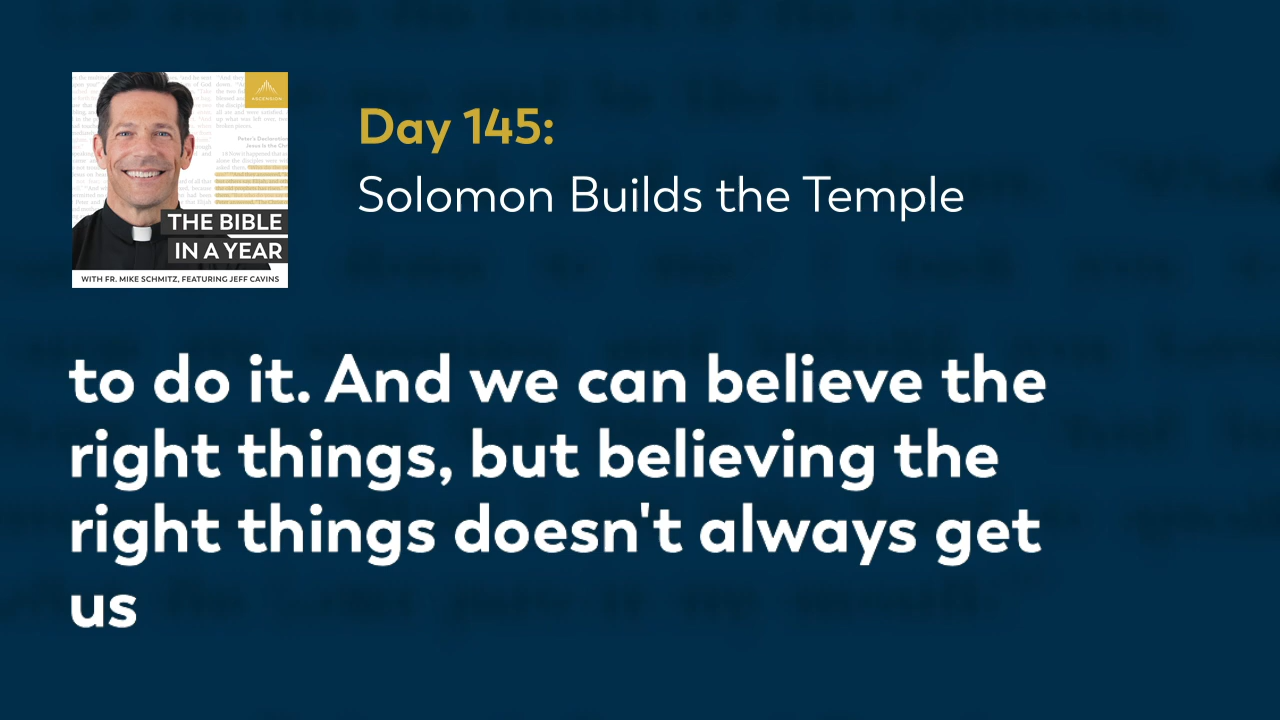 ASCENSION
THE BIBLE
IN A YEAR
WITH FR. MIKE SCHMITZ, FEATURING JEFF CAVINS
Day 145:
Solomon Builds the Temple
to do it. And we can believe the
right things, but believing the
right things doesn't always get
us